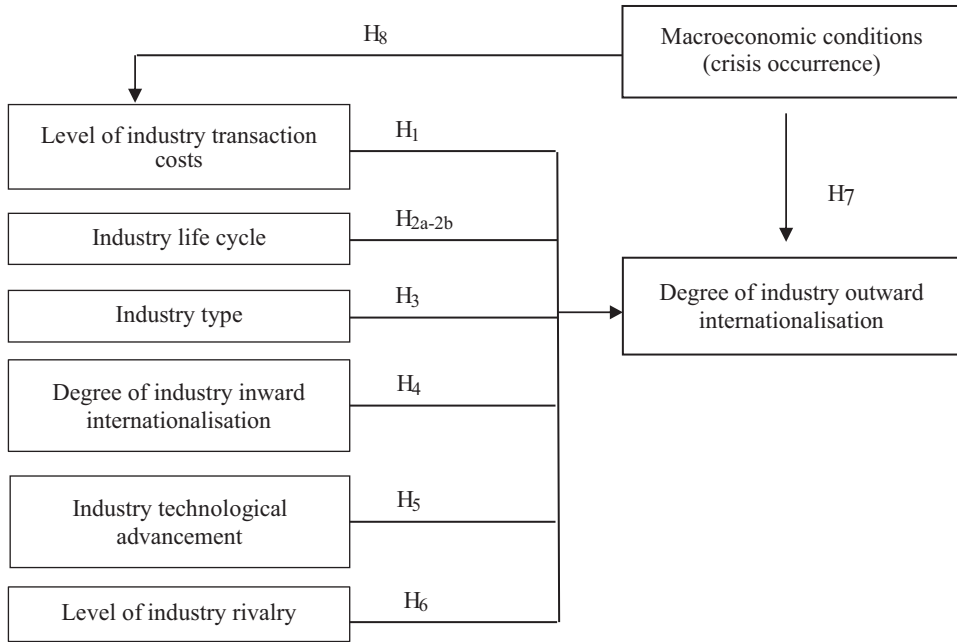 H8
Macroeconomic conditions
(crisis occurrence)
Level of industry transaction
costs
H1
H7
Industry life cycle
H2a-2b
Industry type
H3
Degree of industry outward
internationalisation
Degree of industry inward
internationalisation
H4
Industry technological
advancement
H5
Level of industry rivalry
H6